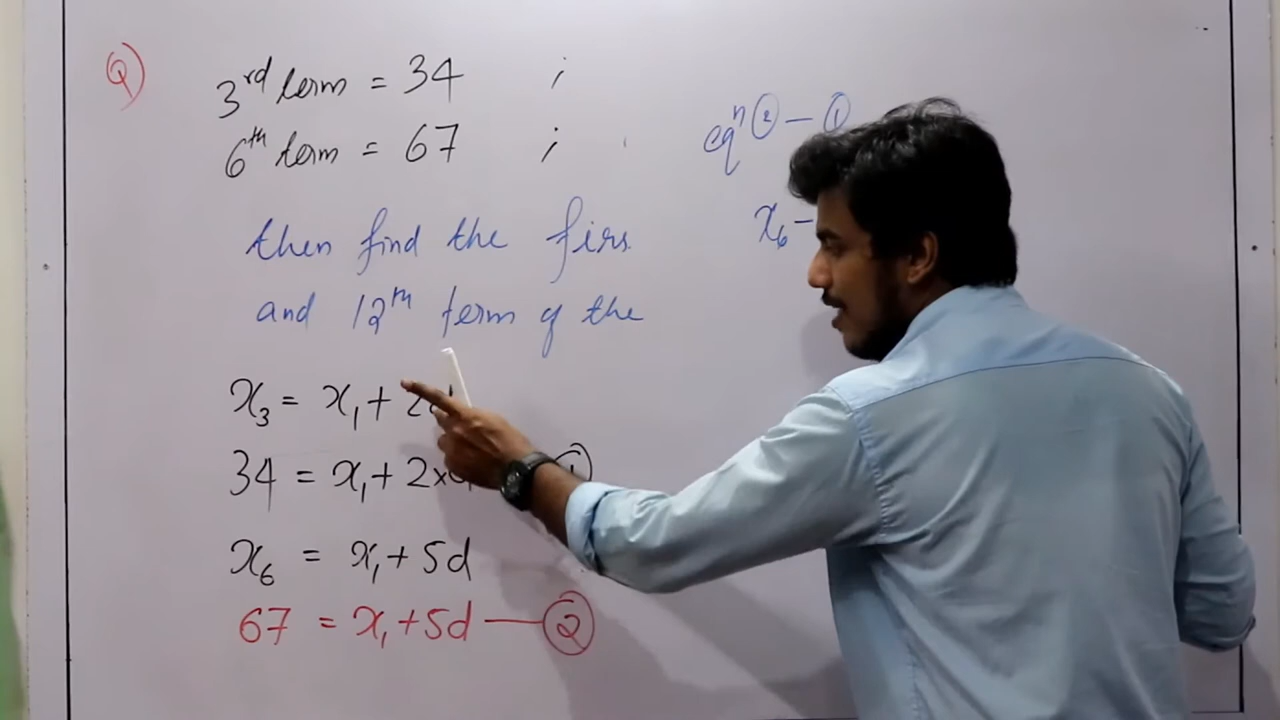 Q)
3rd term = 34 ;
6th term = 67 ;
then find the firs
and 12th term of the
x₃ = x₁ + 2d
34 = x₁ + 2×d ①
x₆ = x₁ + 5d
67 = x₁ + 5d — ②
eqⁿ ② — ①
x₆ –